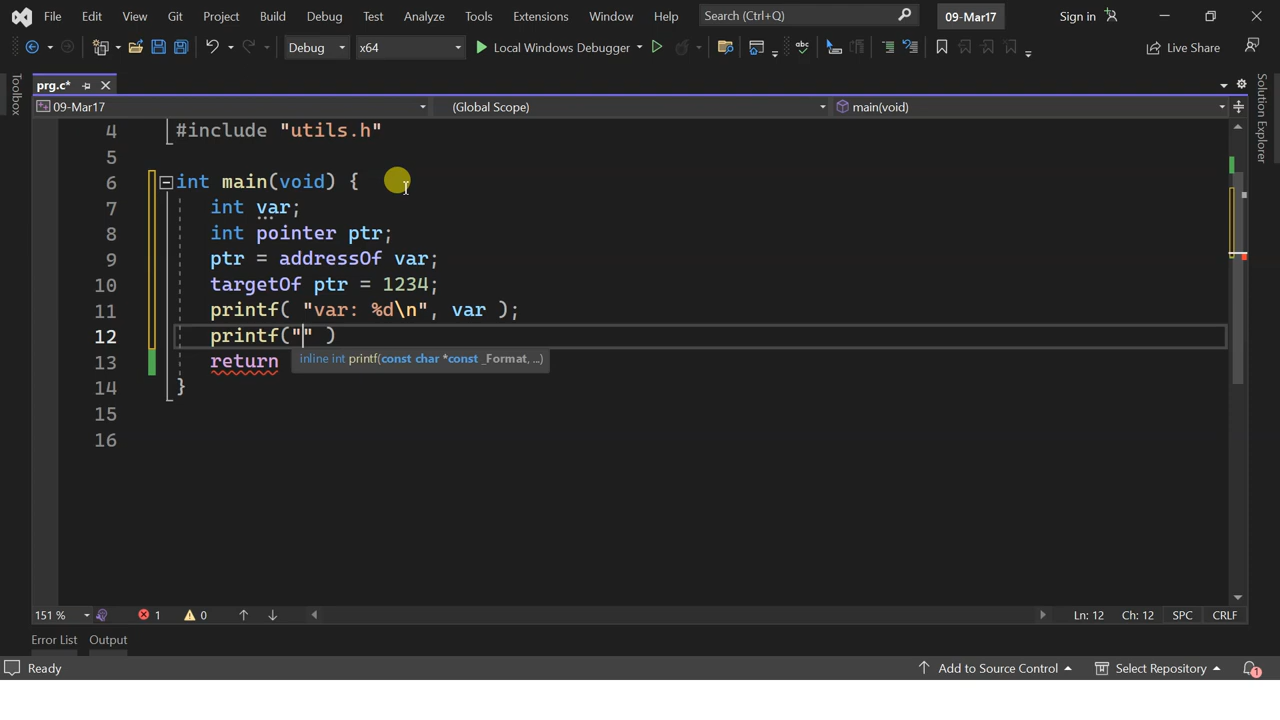 File Edit View Git Project Build Debug Test Analyze Tools Extensions Window Help Search (Ctrl+Q) 09-Mar17 Sign in
Debug x64 Local Windows Debugger abc Live Share
prg.c*
Toolbox
Solution Explorer
09-Mar17 (Global Scope) main(void)
4 #include "utils.h"
5
6 int main(void) {
7 int var;
8 int pointer ptr;
9 ptr = addressOf var;
10 targetOf ptr = 1234;
11 printf( "var: %d\n", var );
12 printf("" )
inline int printf(const char *const _Format, ...)
13 return
14 }
15
16
151 % 1 0 Ln: 12 Ch: 12 SPC CRLF
Error List Output
Ready Add to Source Control Select Repository 1